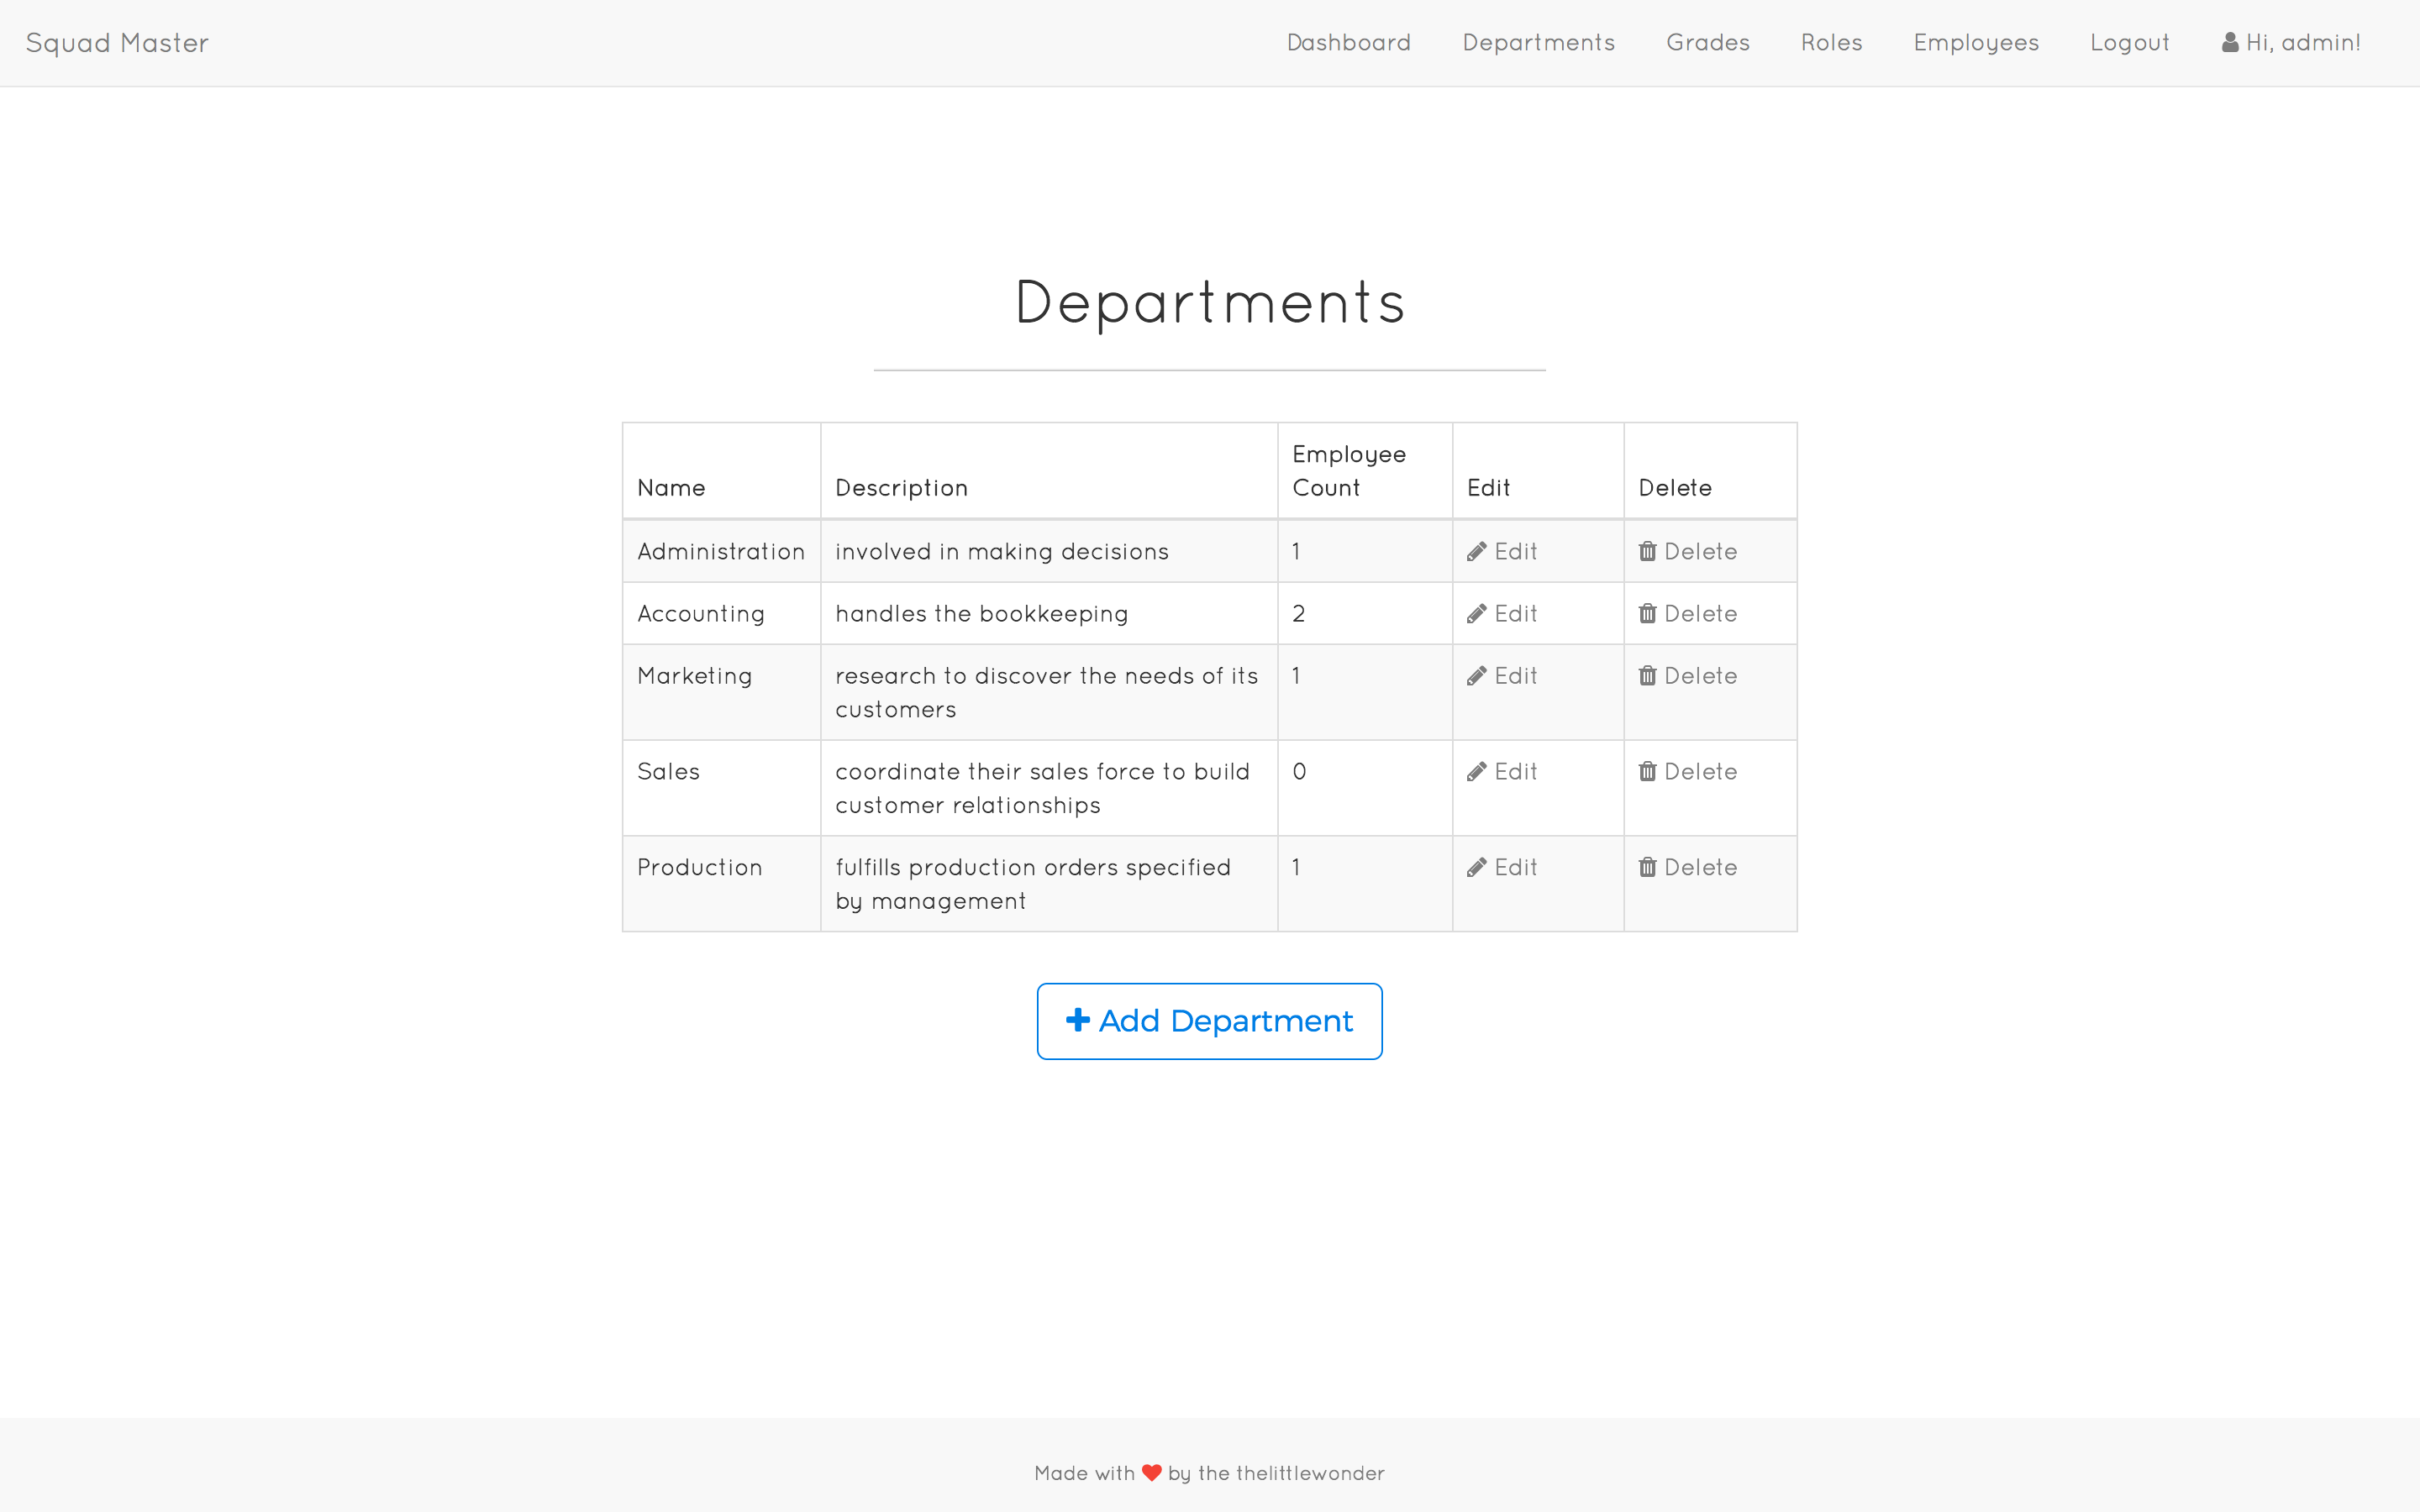 Squad Master Dashboard Departments Grades Roles Employees Logout Hi, admin!
Departments
Name Description Employee Count Edit Delete
Administration involved in making decisions 1 Edit Delete
Accounting handles the bookkeeping 2 Edit Delete
Marketing research to discover the needs of its 1 Edit Delete
customers
Sales coordinate their sales force to build 0 Edit Delete
customer relationships
Production fulfills production orders specified 1 Edit Delete
by management
Add Department
Made with ❤ by the thelittlewonder